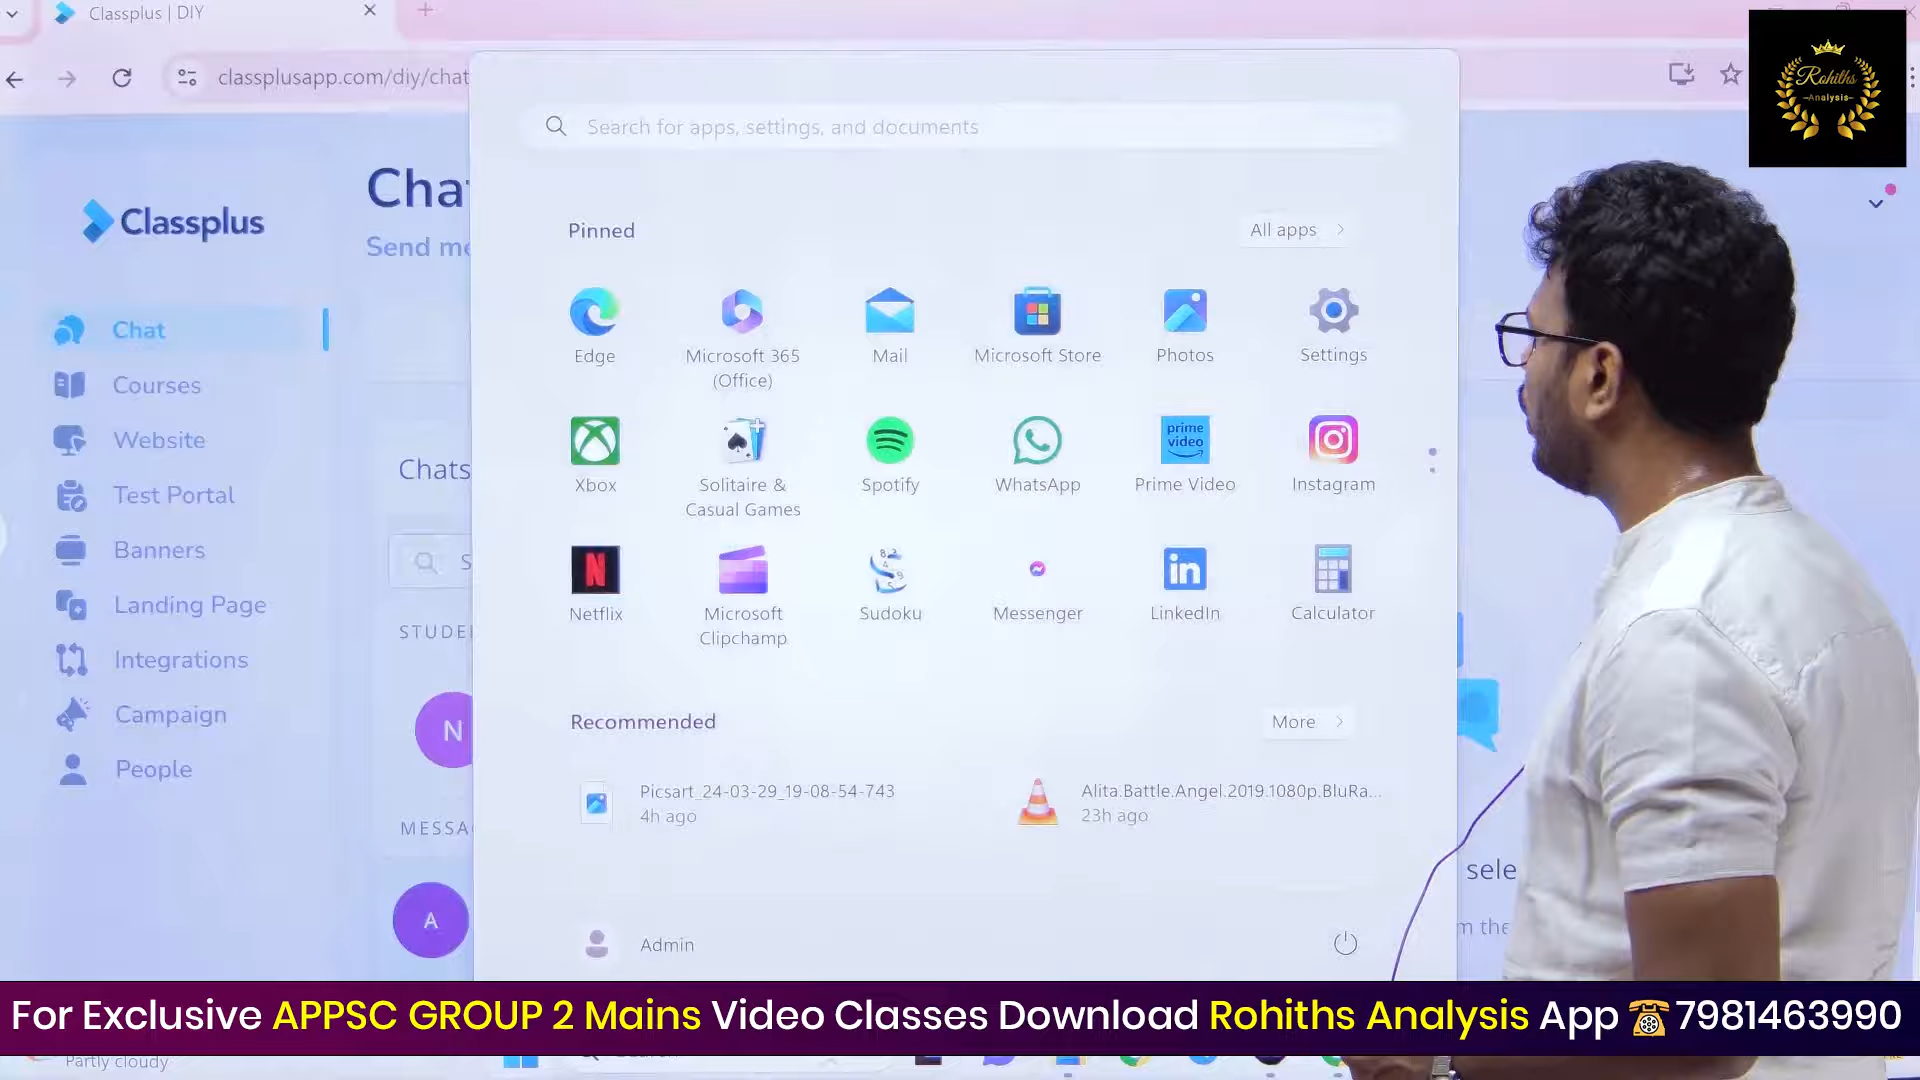 Classplus | DIY
classplusapp.com/diy/chat
Search for apps, settings, and documents
Rohiths
Analysis
Chat
Send me
Classplus
Pinned
All apps
Chat
Courses
Website
Test Portal
Banners
Landing Page
Integrations
Campaign
People
Edge
Microsoft 365 (Office)
Mail
Microsoft Store
Photos
Settings
prime video
Xbox
Solitaire & Casual Games
Spotify
WhatsApp
Prime Video
Instagram
Chats
S
N
Netflix
Microsoft Clipchamp
Sudoku
Messenger
in
LinkedIn
Calculator
STUDE
N
Recommended
More
Picsart_24-03-29_19-08-54-743
4h ago
Alita.Battle.Angel.2019.1080p.BluRa...
23h ago
MESSA
A
sele
m the
Admin
For Exclusive APPSC GROUP 2 Mains Video Classes Download Rohiths Analysis App ☎7981463990
Partly cloudy